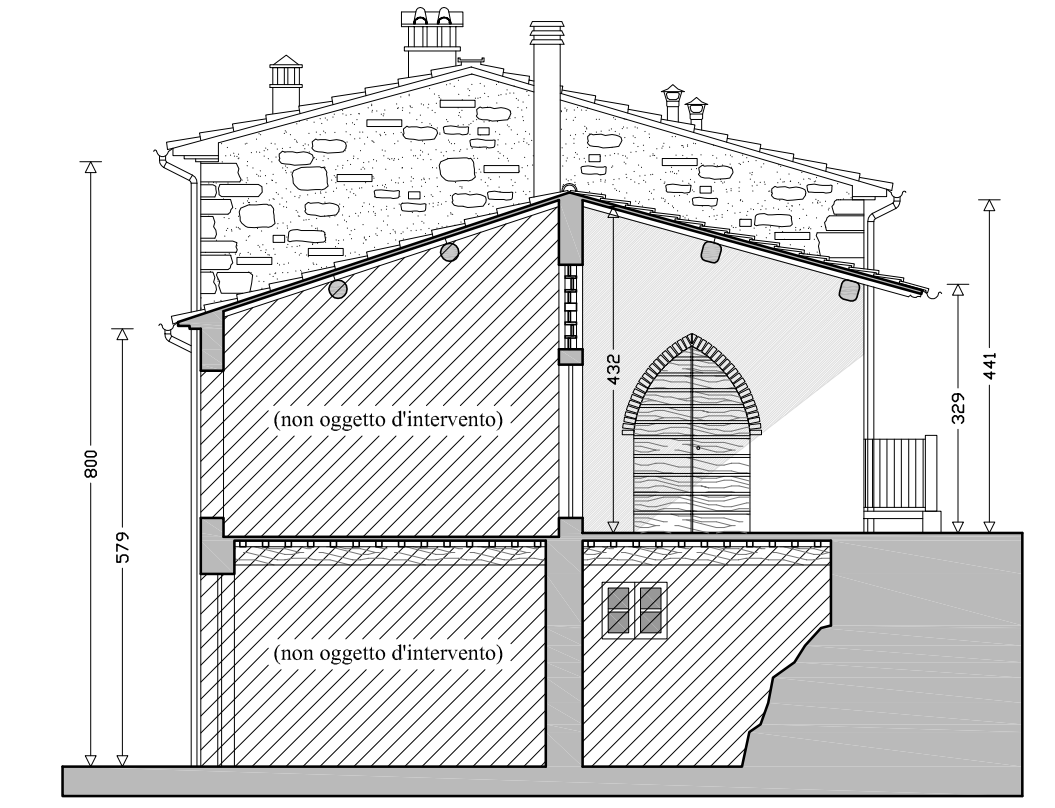 441
432
329
(non oggetto d'intervento)
800
579
(non oggetto d'intervento)